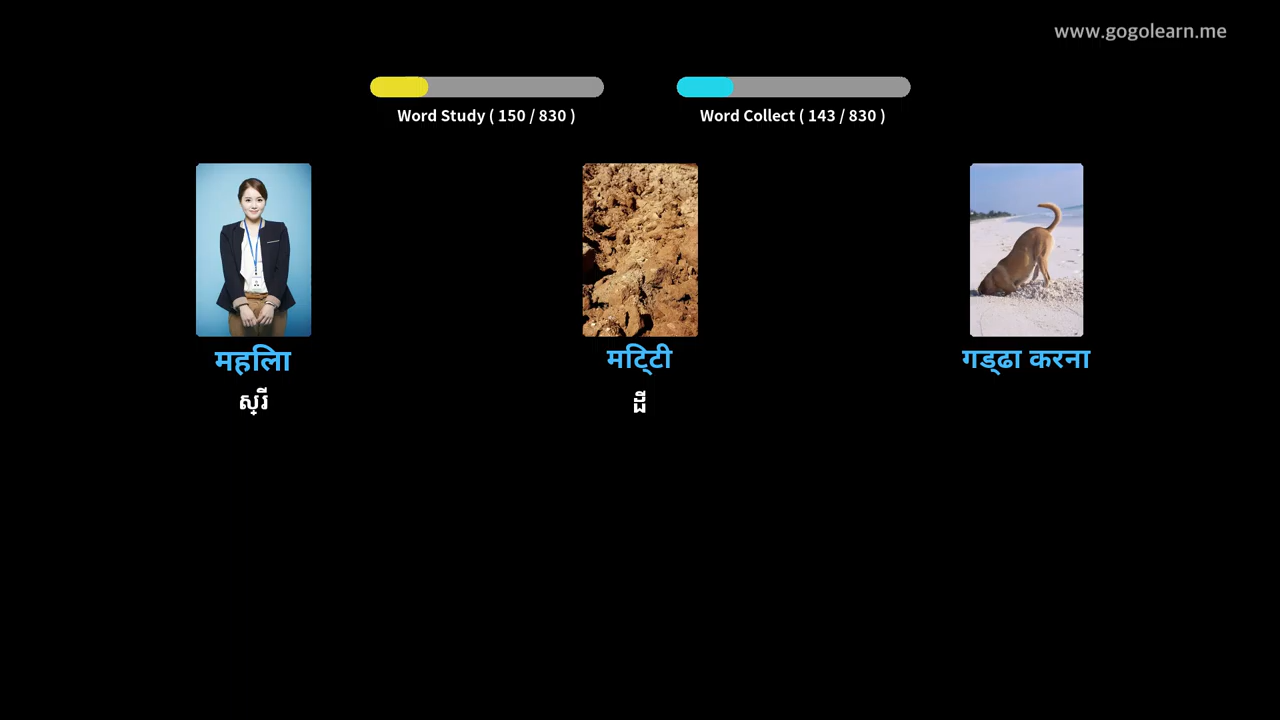 www.gogolearn.me
Word Study ( 150 / 830 )
Word Collect ( 143 / 830 )
महिला
मिट्टी
गड्ढा करना
ស្រី
ដី